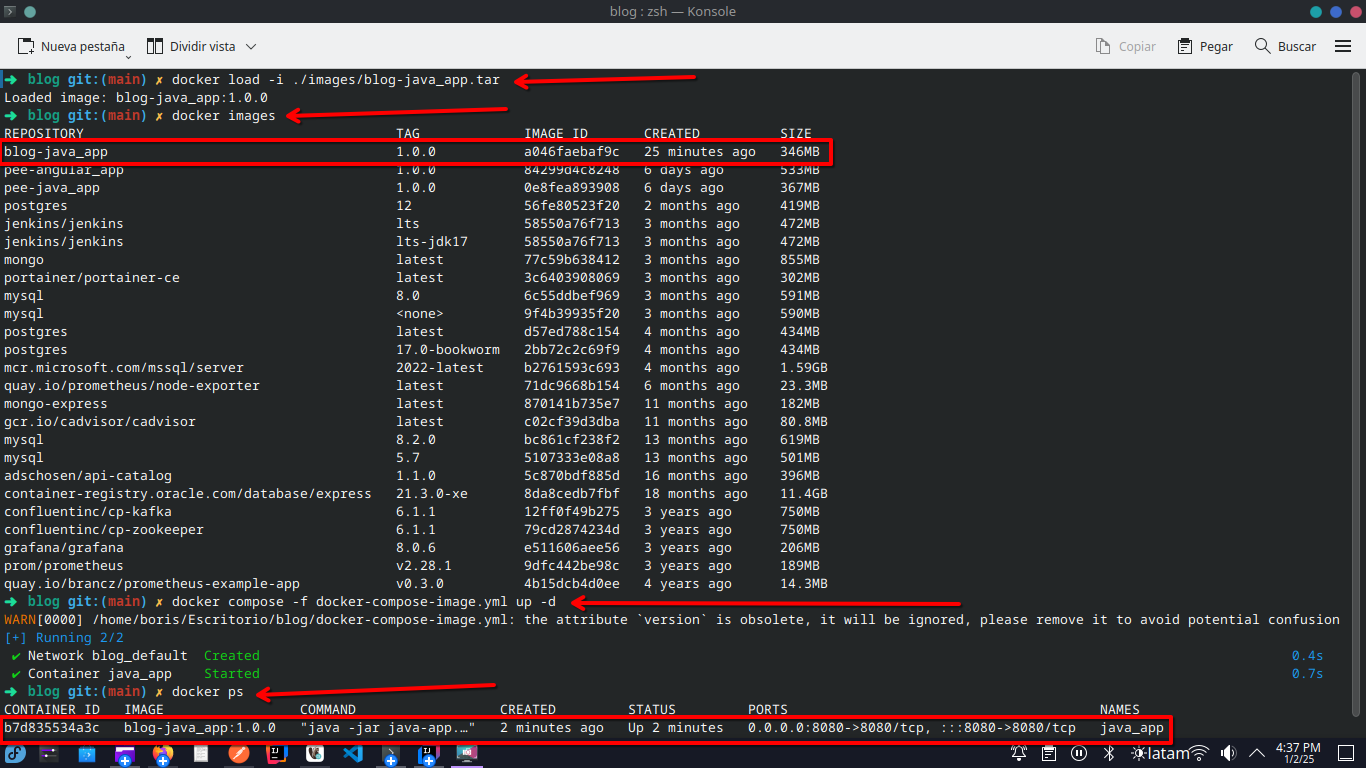 blog : zsh — Konsole
Nueva pestaña Dividir vista Copiar Pegar Buscar
➜ blog git:(main) ✗ docker load -i ./images/blog-java_app.tar
Loaded image: blog-java_app:1.0.0
➜ blog git:(main) ✗ docker images
REPOSITORY TAG IMAGE ID CREATED SIZE
blog-java_app 1.0.0 a046faebaf9c 25 minutes ago 346MB
pee-angular_app 1.0.0 84299d4c8248 6 days ago 533MB
pee-java_app 1.0.0 0e8fea893908 6 days ago 367MB
postgres 12 56fe80523f20 2 months ago 419MB
jenkins/jenkins lts 58550a76f713 3 months ago 472MB
jenkins/jenkins lts-jdk17 58550a76f713 3 months ago 472MB
mongo latest 77c59b638412 3 months ago 855MB
portainer/portainer-ce latest 3c6403908069 3 months ago 302MB
mysql 8.0 6c55ddbef969 3 months ago 591MB
mysql <none> 9f4b39935f20 3 months ago 590MB
postgres latest d57ed788c154 4 months ago 434MB
postgres 17.0-bookworm 2bb72c2c69f9 4 months ago 434MB
mcr.microsoft.com/mssql/server 2022-latest b2761593c693 4 months ago 1.59GB
quay.io/prometheus/node-exporter latest 71dc9668b154 6 months ago 23.3MB
mongo-express latest 870141b735e7 11 months ago 182MB
gcr.io/cadvisor/cadvisor latest c02cf39d3dba 11 months ago 80.8MB
mysql 8.2.0 bc861cf238f2 13 months ago 619MB
mysql 5.7 5107333e08a8 13 months ago 501MB
adschosen/api-catalog 1.1.0 5c870bdf885d 16 months ago 396MB
container-registry.oracle.com/database/express 21.3.0-xe 8da8cedb7fbf 18 months ago 11.4GB
confluentinc/cp-kafka 6.1.1 12ff0f49b275 3 years ago 750MB
confluentinc/cp-zookeeper 6.1.1 79cd2874234d 3 years ago 750MB
grafana/grafana 8.0.6 e511606aee56 3 years ago 206MB
prom/prometheus v2.28.1 9dfc442be98c 3 years ago 189MB
quay.io/brancz/prometheus-example-app v0.3.0 4b15dcb4d0ee 4 years ago 14.3MB
➜ blog git:(main) ✗ docker compose -f docker-compose-image.yml up -d
WARN[0000] /home/boris/Escritorio/blog/docker-compose-image.yml: the attribute `version` is obsolete, it will be ignored, please remove it to avoid potential confusion
[+] Running 2/2
✔ Network blog_default Created 0.4s
✔ Container java_app Started 0.7s
➜ blog git:(main) ✗ docker ps
CONTAINER ID IMAGE COMMAND CREATED STATUS PORTS NAMES
b7d835534a3c blog-java_app:1.0.0 "java -jar java-app.…" 2 minutes ago Up 2 minutes 0.0.0.0:8080->8080/tcp, :::8080->8080/tcp java_app
latam 4:37 PM
1/2/25